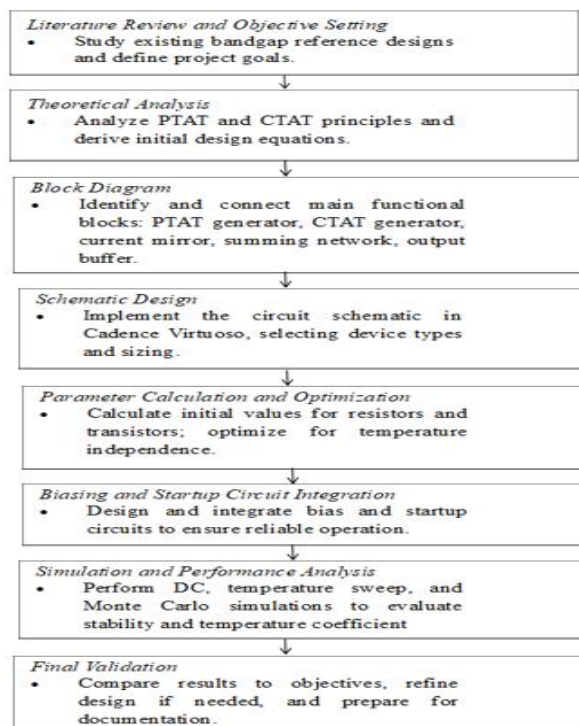 Literature Review and Objective Setting
• Study existing bandgap reference designs
and define project goals.
Theoretical Analysis
• Analyze PTAT and CTAT principles and
derive initial design equations.
Block Diagram
• Identify and connect main functional
blocks: PTAT generator, CTAT generator,
current mirror, summing network, output
buffer.
Schematic Design
• Implement the circuit schematic in
Cadence Virtuoso, selecting device types
and sizing.
Parameter Calculation and Optimization
• Calculate initial values for resistors and
transistors; optimize for temperature
independence.
Biasing and Startup Circuit Integration
• Design and integrate bias and startup
circuits to ensure reliable operation.
Simulation and Performance Analysis
• Perform DC, temperature sweep, and
Monte Carlo simulations to evaluate
stability and temperature coefficient
Final Validation
• Compare results to objectives, refine
design if needed, and prepare for
documentation.